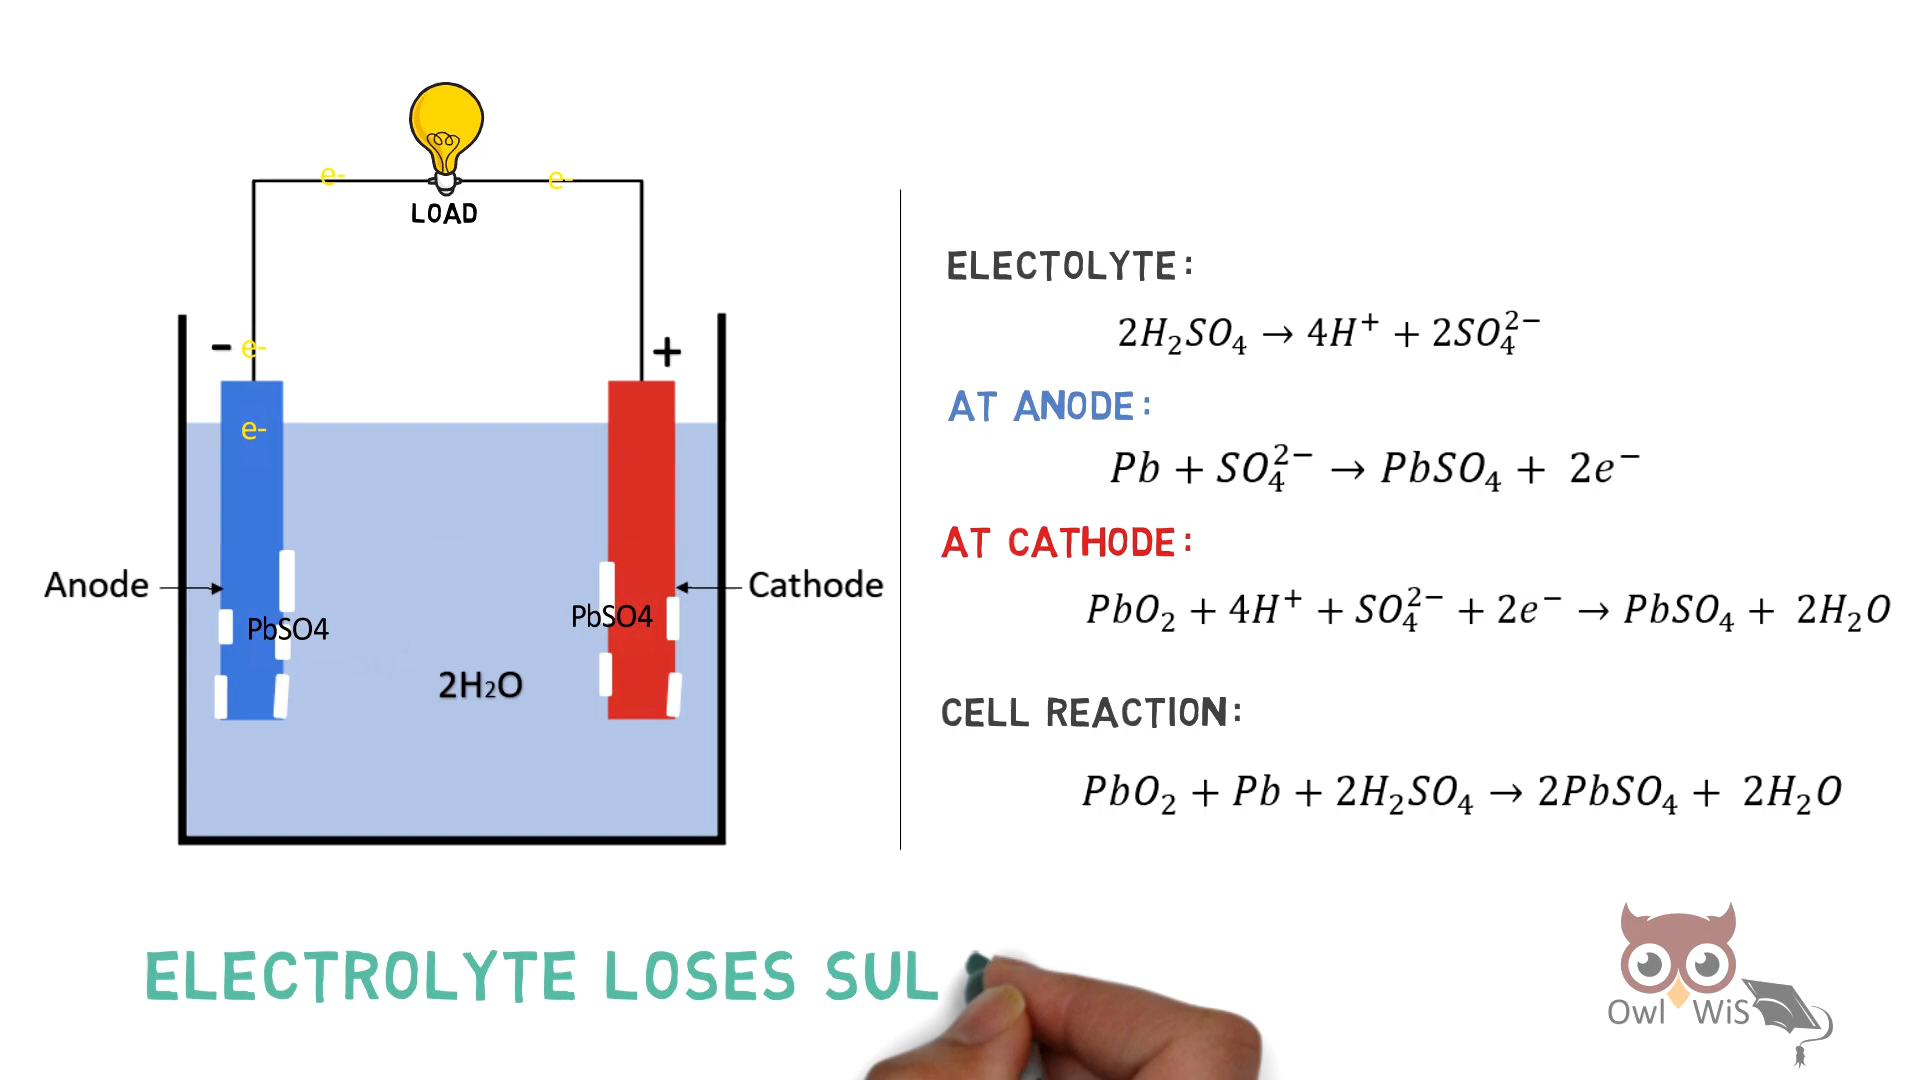 e-
e-
LOAD
-
e-
+
e-
Anode
Cathode
PbSO4
PbSO4
2H₂O
ELECTOLYTE:
2H₂SO₄ → 4H⁺ + 2SO₄²⁻
AT ANODE:
Pb + SO₄²⁻ → PbSO₄ + 2e⁻
AT CATHODE:
PbO₂ + 4H⁺ + SO₄²⁻ + 2e⁻ → PbSO₄ + 2H₂O
CELL REACTION:
PbO₂ + Pb + 2H₂SO₄ → 2PbSO₄ + 2H₂O
ELECTROLYTE LOSES SUL
Owl WiS